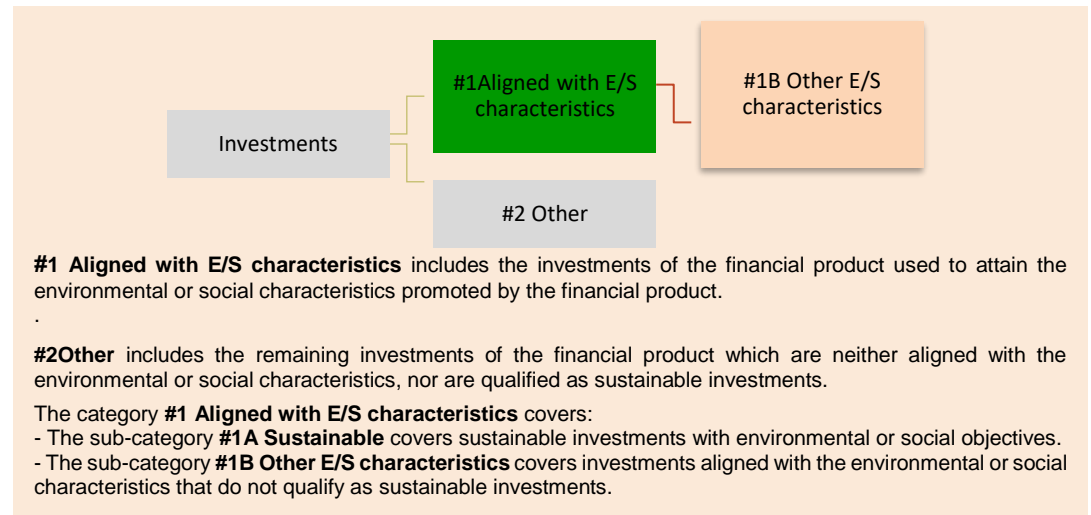 #1Aligned with E/S
characteristics
#1B Other E/S
characteristics
Investments
#2 Other
#1 Aligned with E/S characteristics includes the investments of the financial product used to attain the
environmental or social characteristics promoted by the financial product.
.
#2Other includes the remaining investments of the financial product which are neither aligned with the
environmental or social characteristics, nor are qualified as sustainable investments.
The category #1 Aligned with E/S characteristics covers:
- The sub-category #1A Sustainable covers sustainable investments with environmental or social objectives.
- The sub-category #1B Other E/S characteristics covers investments aligned with the environmental or social
characteristics that do not qualify as sustainable investments.